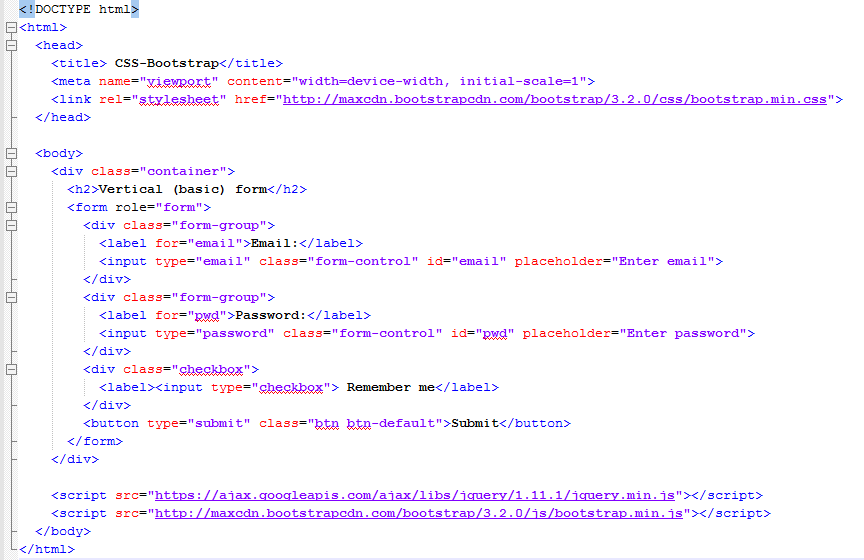 <!DOCTYPE html>
<html>
<head>
<title> CSS-Bootstrap</title>
<meta name="viewport" content="width=device-width, initial-scale=1">
<link rel="stylesheet" href="http://maxcdn.bootstrapcdn.com/bootstrap/3.2.0/css/bootstrap.min.css">
</head>
<body>
<div class="container">
<h2>Vertical (basic) form</h2>
<form role="form">
<div class="form-group">
<label for="email">Email:</label>
<input type="email" class="form-control" id="email" placeholder="Enter email">
</div>
<div class="form-group">
<label for="pwd">Password:</label>
<input type="password" class="form-control" id="pwd" placeholder="Enter password">
</div>
<div class="checkbox">
<label><input type="checkbox"> Remember me</label>
</div>
<button type="submit" class="btn btn-default">Submit</button>
</form>
</div>
<script src="https://ajax.googleapis.com/ajax/libs/jquery/1.11.1/jquery.min.js"></script>
<script src="http://maxcdn.bootstrapcdn.com/bootstrap/3.2.0/js/bootstrap.min.js"></script>
</body>
</html>